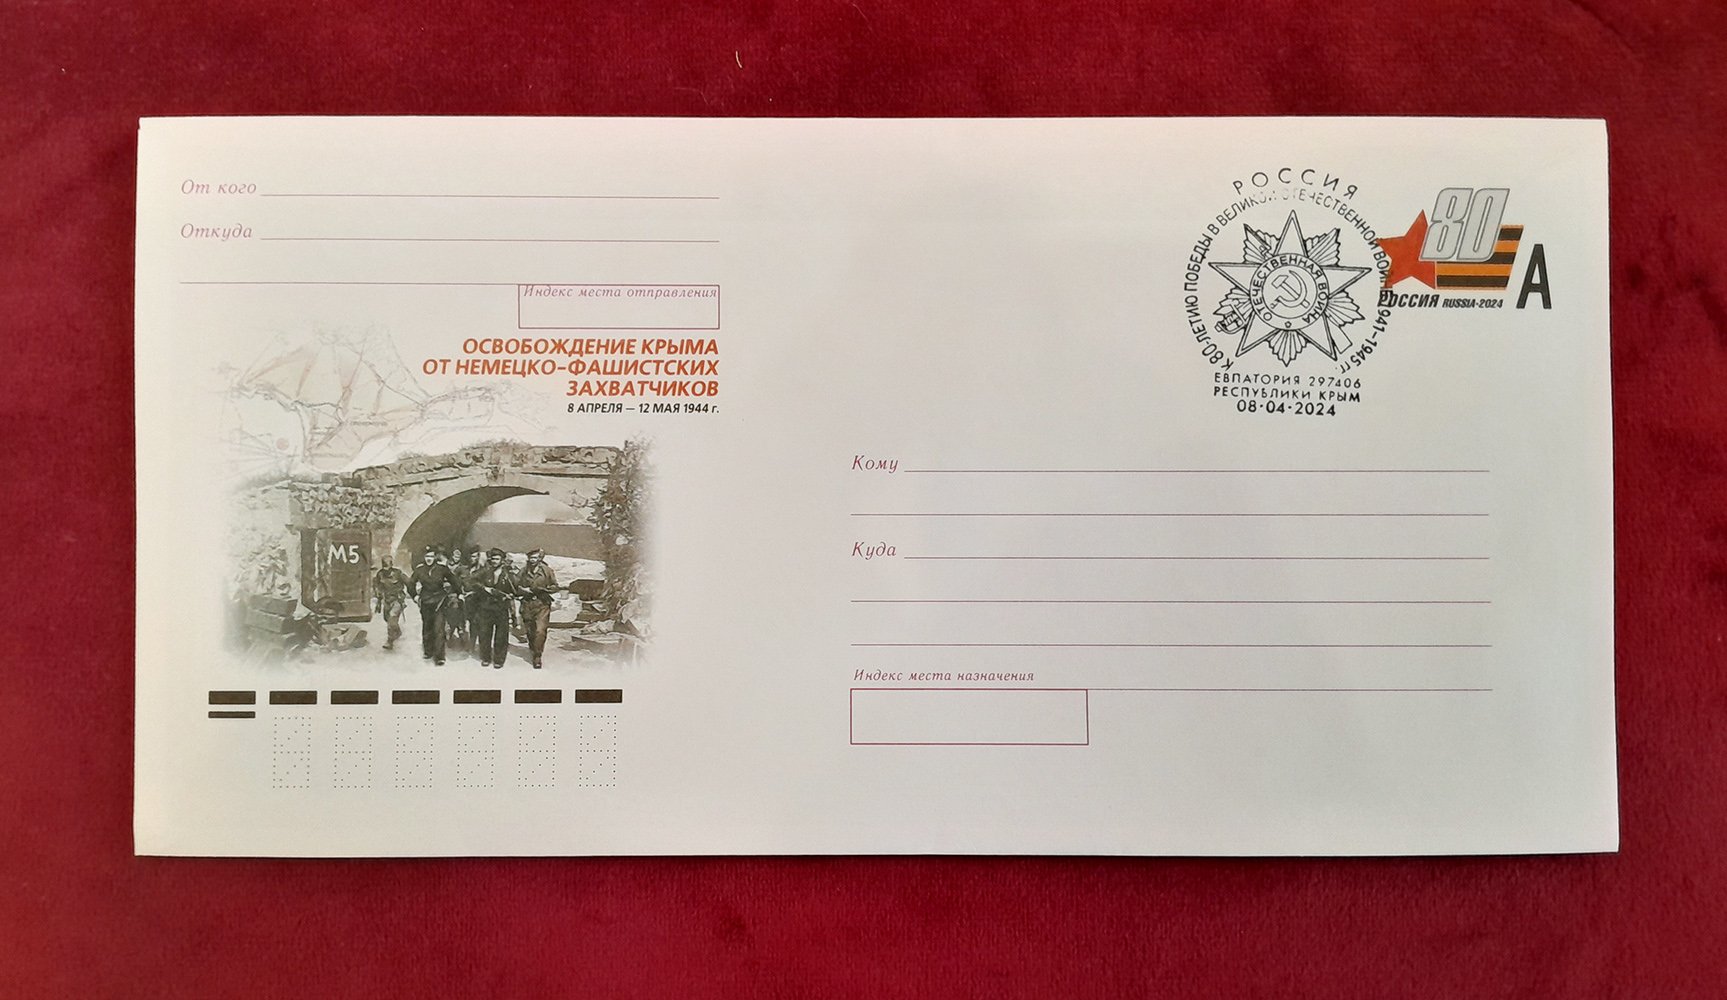 От кого
Откуда
Индекс места отправления
ОСВОБОЖДЕНИЕ КРЫМА
ОТ НЕМЕЦКО-ФАШИСТСКИХ
ЗАХВАТЧИКОВ
8 АПРЕЛЯ – 12 МАЯ 1944 г.
М5
РОССИЯ
К 80-ЛЕТИЮ ПОБЕДЫ В ВЕЛИКОЙ ОТЕЧЕСТВЕННОЙ ВОЙНЕ 1941-1945 гг.
ОТЕЧЕСТВЕННАЯ ВОЙНА
ЕВПАТОРИЯ 297406
РЕСПУБЛИКИ КРЫМ
08·04·2024
80
А
РОССИЯ RUSSIA·2024
Кому
Куда
Индекс места назначения